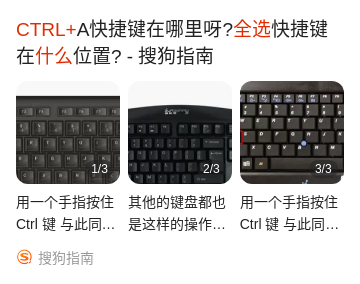 CTRL+A快捷键在哪里呀?全选快捷键
在什么位置? - 搜狗指南
1/3
2/3
3/3
用一个手指按住
Ctrl 键 与此同…
其他的键盘都也
是这样的操作…
用一个手指按住
Ctrl 键 与此同…
搜狗指南